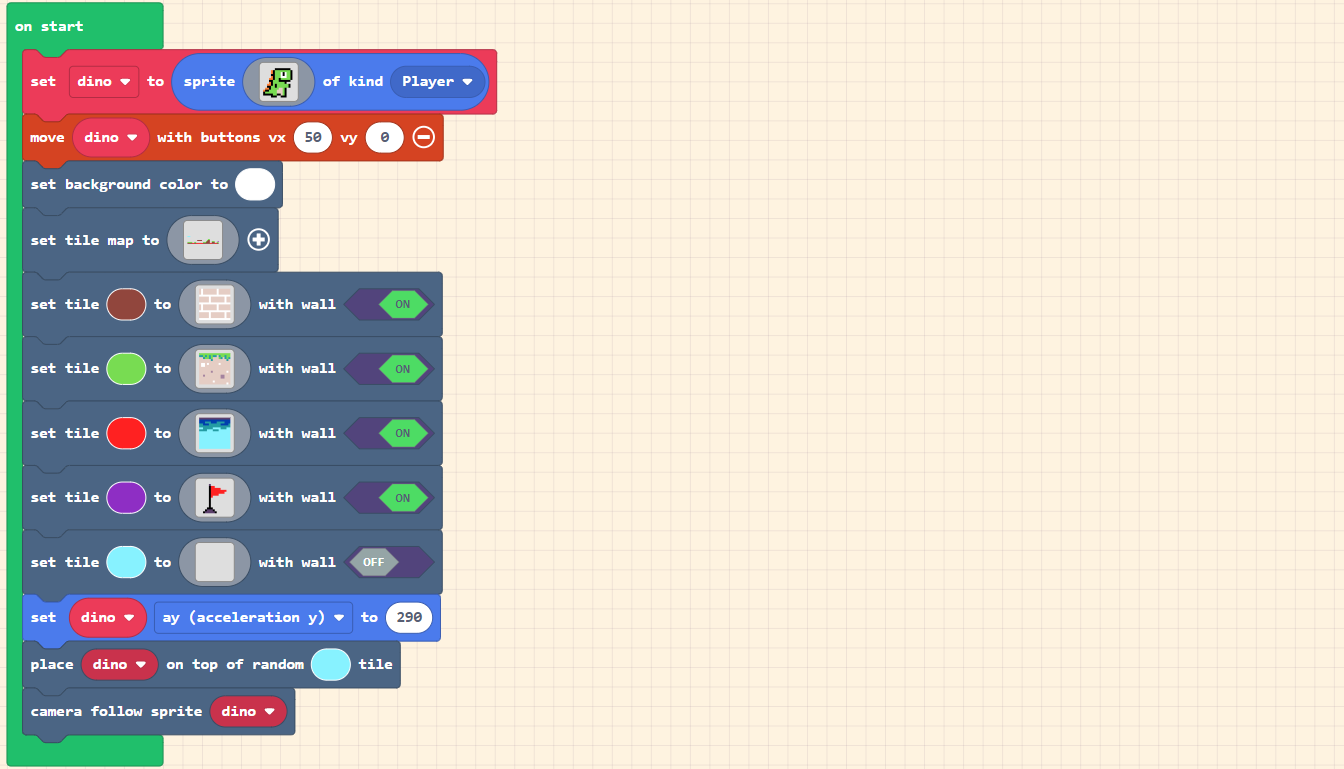 on start
set dino to sprite of kind Player
move dino with buttons vx 50 vy 0
set background color to
set tile map to
set tile to with wall ON
set tile to with wall ON
set tile to with wall ON
set tile to with wall ON
set tile to with wall OFF
set dino ay (acceleration y) to 290
place dino on top of random tile
camera follow sprite dino